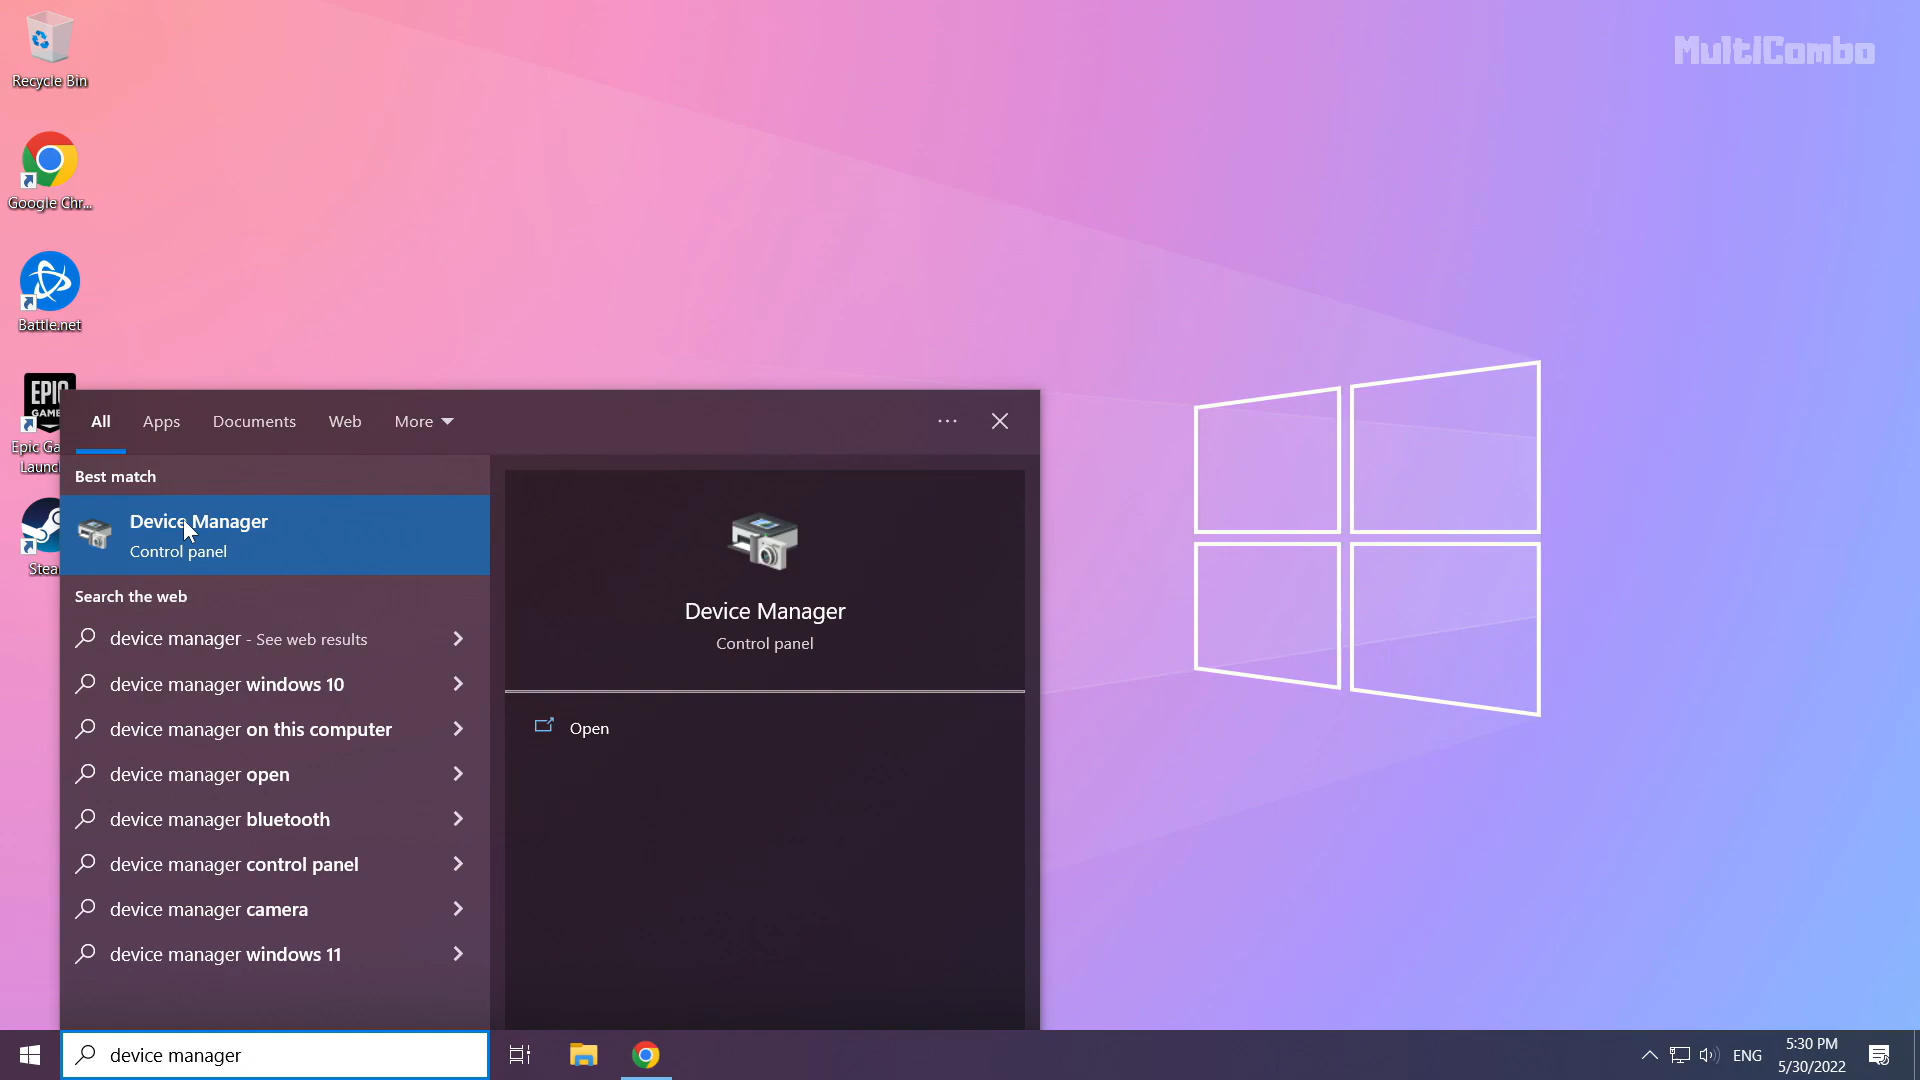 MultiCombo
Recycle Bin
Google Chr...
Battle.net
EPIC
GAME
Epic Ga
Launc
Stea
All
Apps
Documents
Web
More
Best match
Device Manager
Control panel
Search the web
device manager - See web results
device manager windows 10
device manager on this computer
device manager open
device manager bluetooth
device manager control panel
device manager camera
device manager windows 11
Device Manager
Control panel
Open
device manager
ENG
5:30 PM
5/30/2022